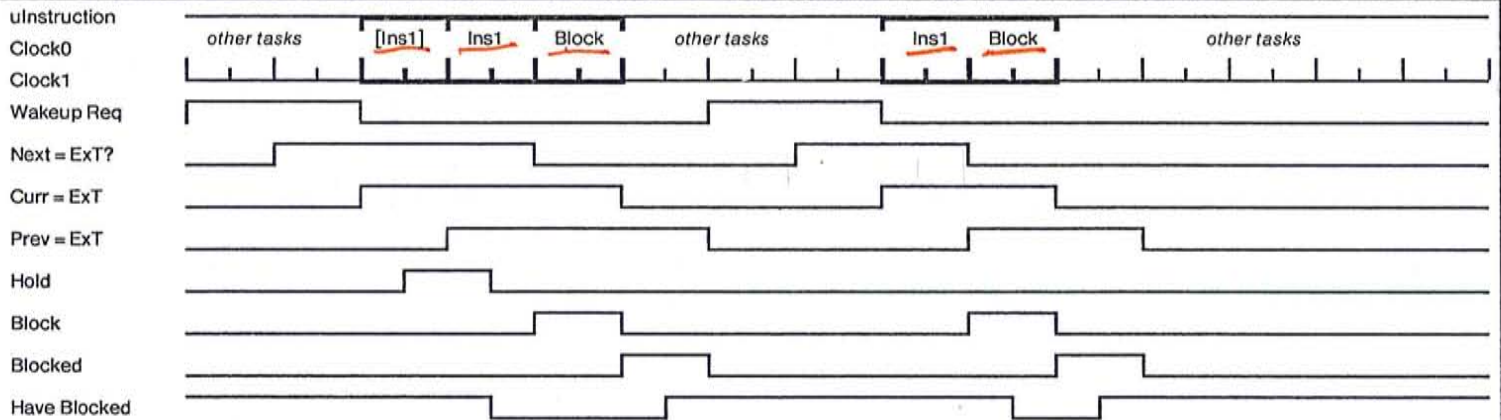 uInstruction
other tasks [Ins1] Ins1 Block other tasks Ins1 Block other tasks
Clock0
Clock1
Wakeup Req
Next = ExT?
Curr = ExT
Prev = ExT
Hold
Block
Blocked
Have Blocked